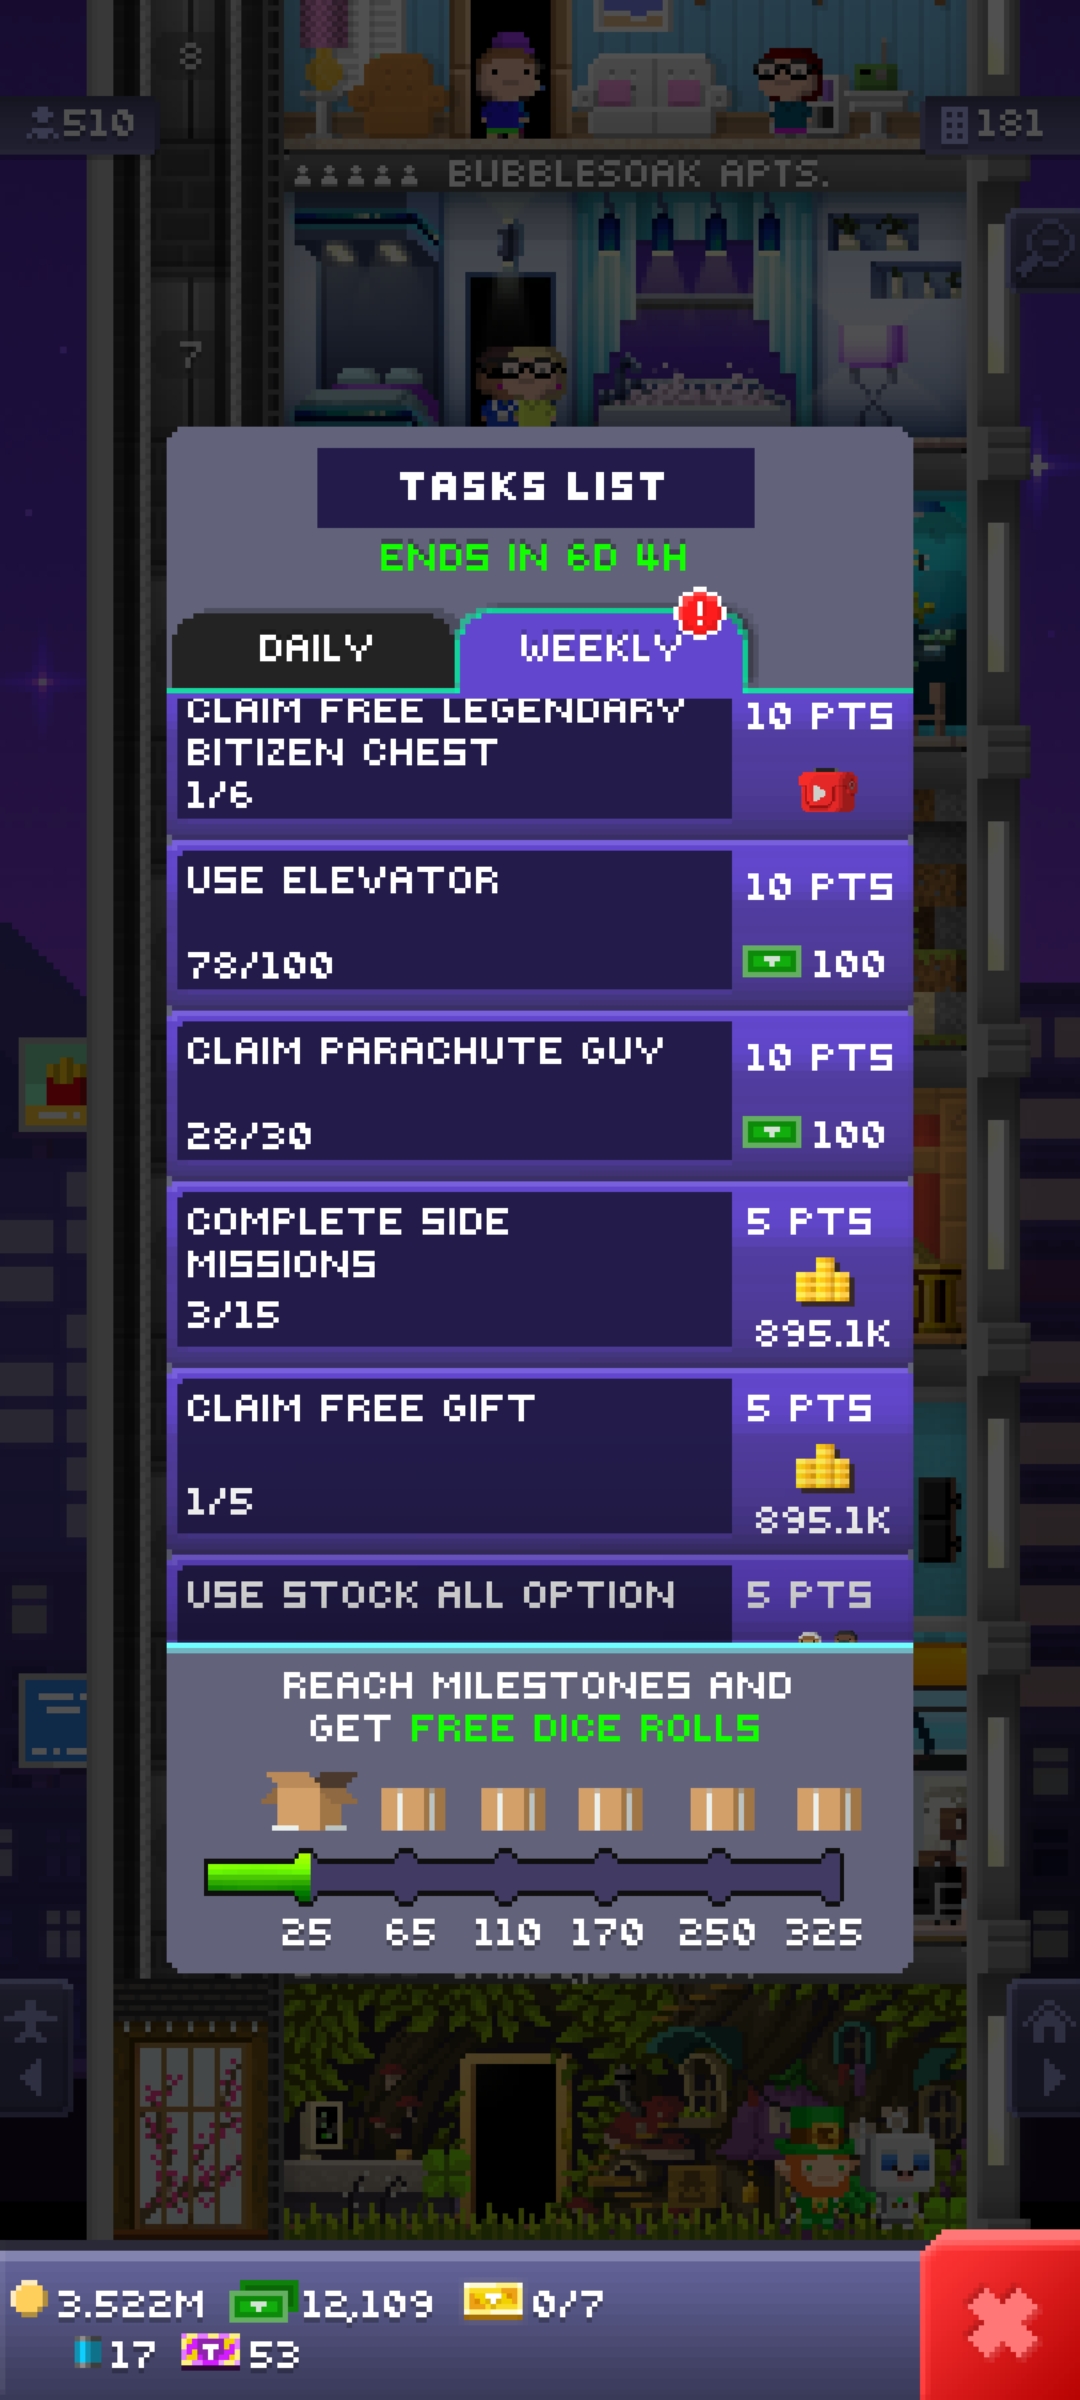 8
510
181
BUBBLESOAK APTS.
7
TASKS LIST
ENDS IN 6D 4H
DAILY
WEEKLY
!
CLAIM FREE LEGENDARY
BITIZEN CHEST
1/6
10 PTS
USE ELEVATOR
78/100
10 PTS
100
CLAIM PARACHUTE GUY
28/30
10 PTS
100
COMPLETE SIDE
MISSIONS
3/15
5 PTS
895.1K
CLAIM FREE GIFT
1/5
5 PTS
895.1K
USE STOCK ALL OPTION
5 PTS
REACH MILESTONES AND
GET FREE DICE ROLLS
25 65 110 170 250 325
3.522M 12,109 0/7
17 53